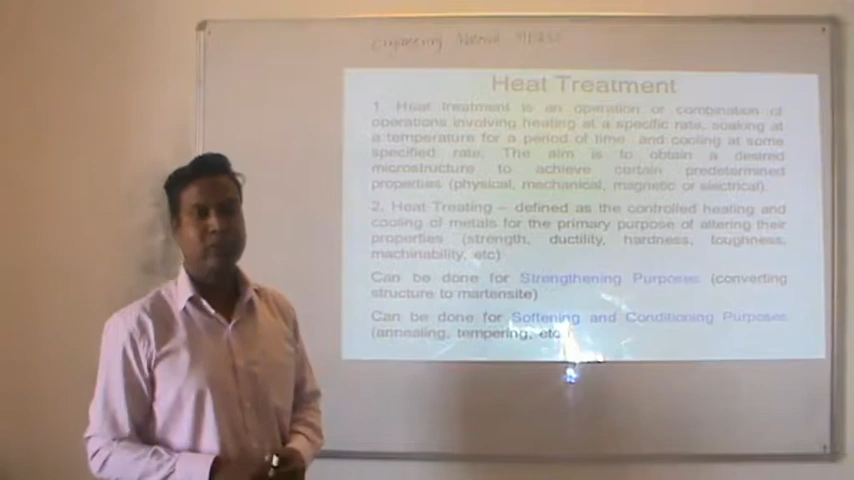 Engineering
Heat Treatment
1. Heat treatment is an operation or combination of
operations involving heating at a specific rate, soaking at
a temperature for a period of time and cooling at some
specified rate. The aim is to obtain a desired
microstructure to achieve certain predetermined
properties (physical, mechanical, magnetic or electrical).
2. Heat Treating – defined as the controlled heating and
cooling of metals for the primary purpose of altering their
properties (strength, ductility, hardness, toughness,
machinability, etc)
Can be done for Strengthening Purposes (converting
structure to martensite)
Can be done for Softening and Conditioning Purposes
(annealing, tempering, etc.)